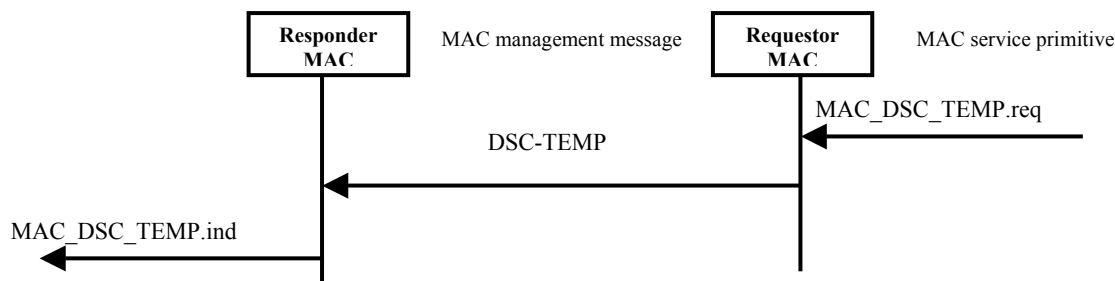 Responder
MAC
MAC management message
Requestor
MAC
MAC service primitive
MAC_DSC_TEMP.req
DSC-TEMP
MAC_DSC_TEMP.ind